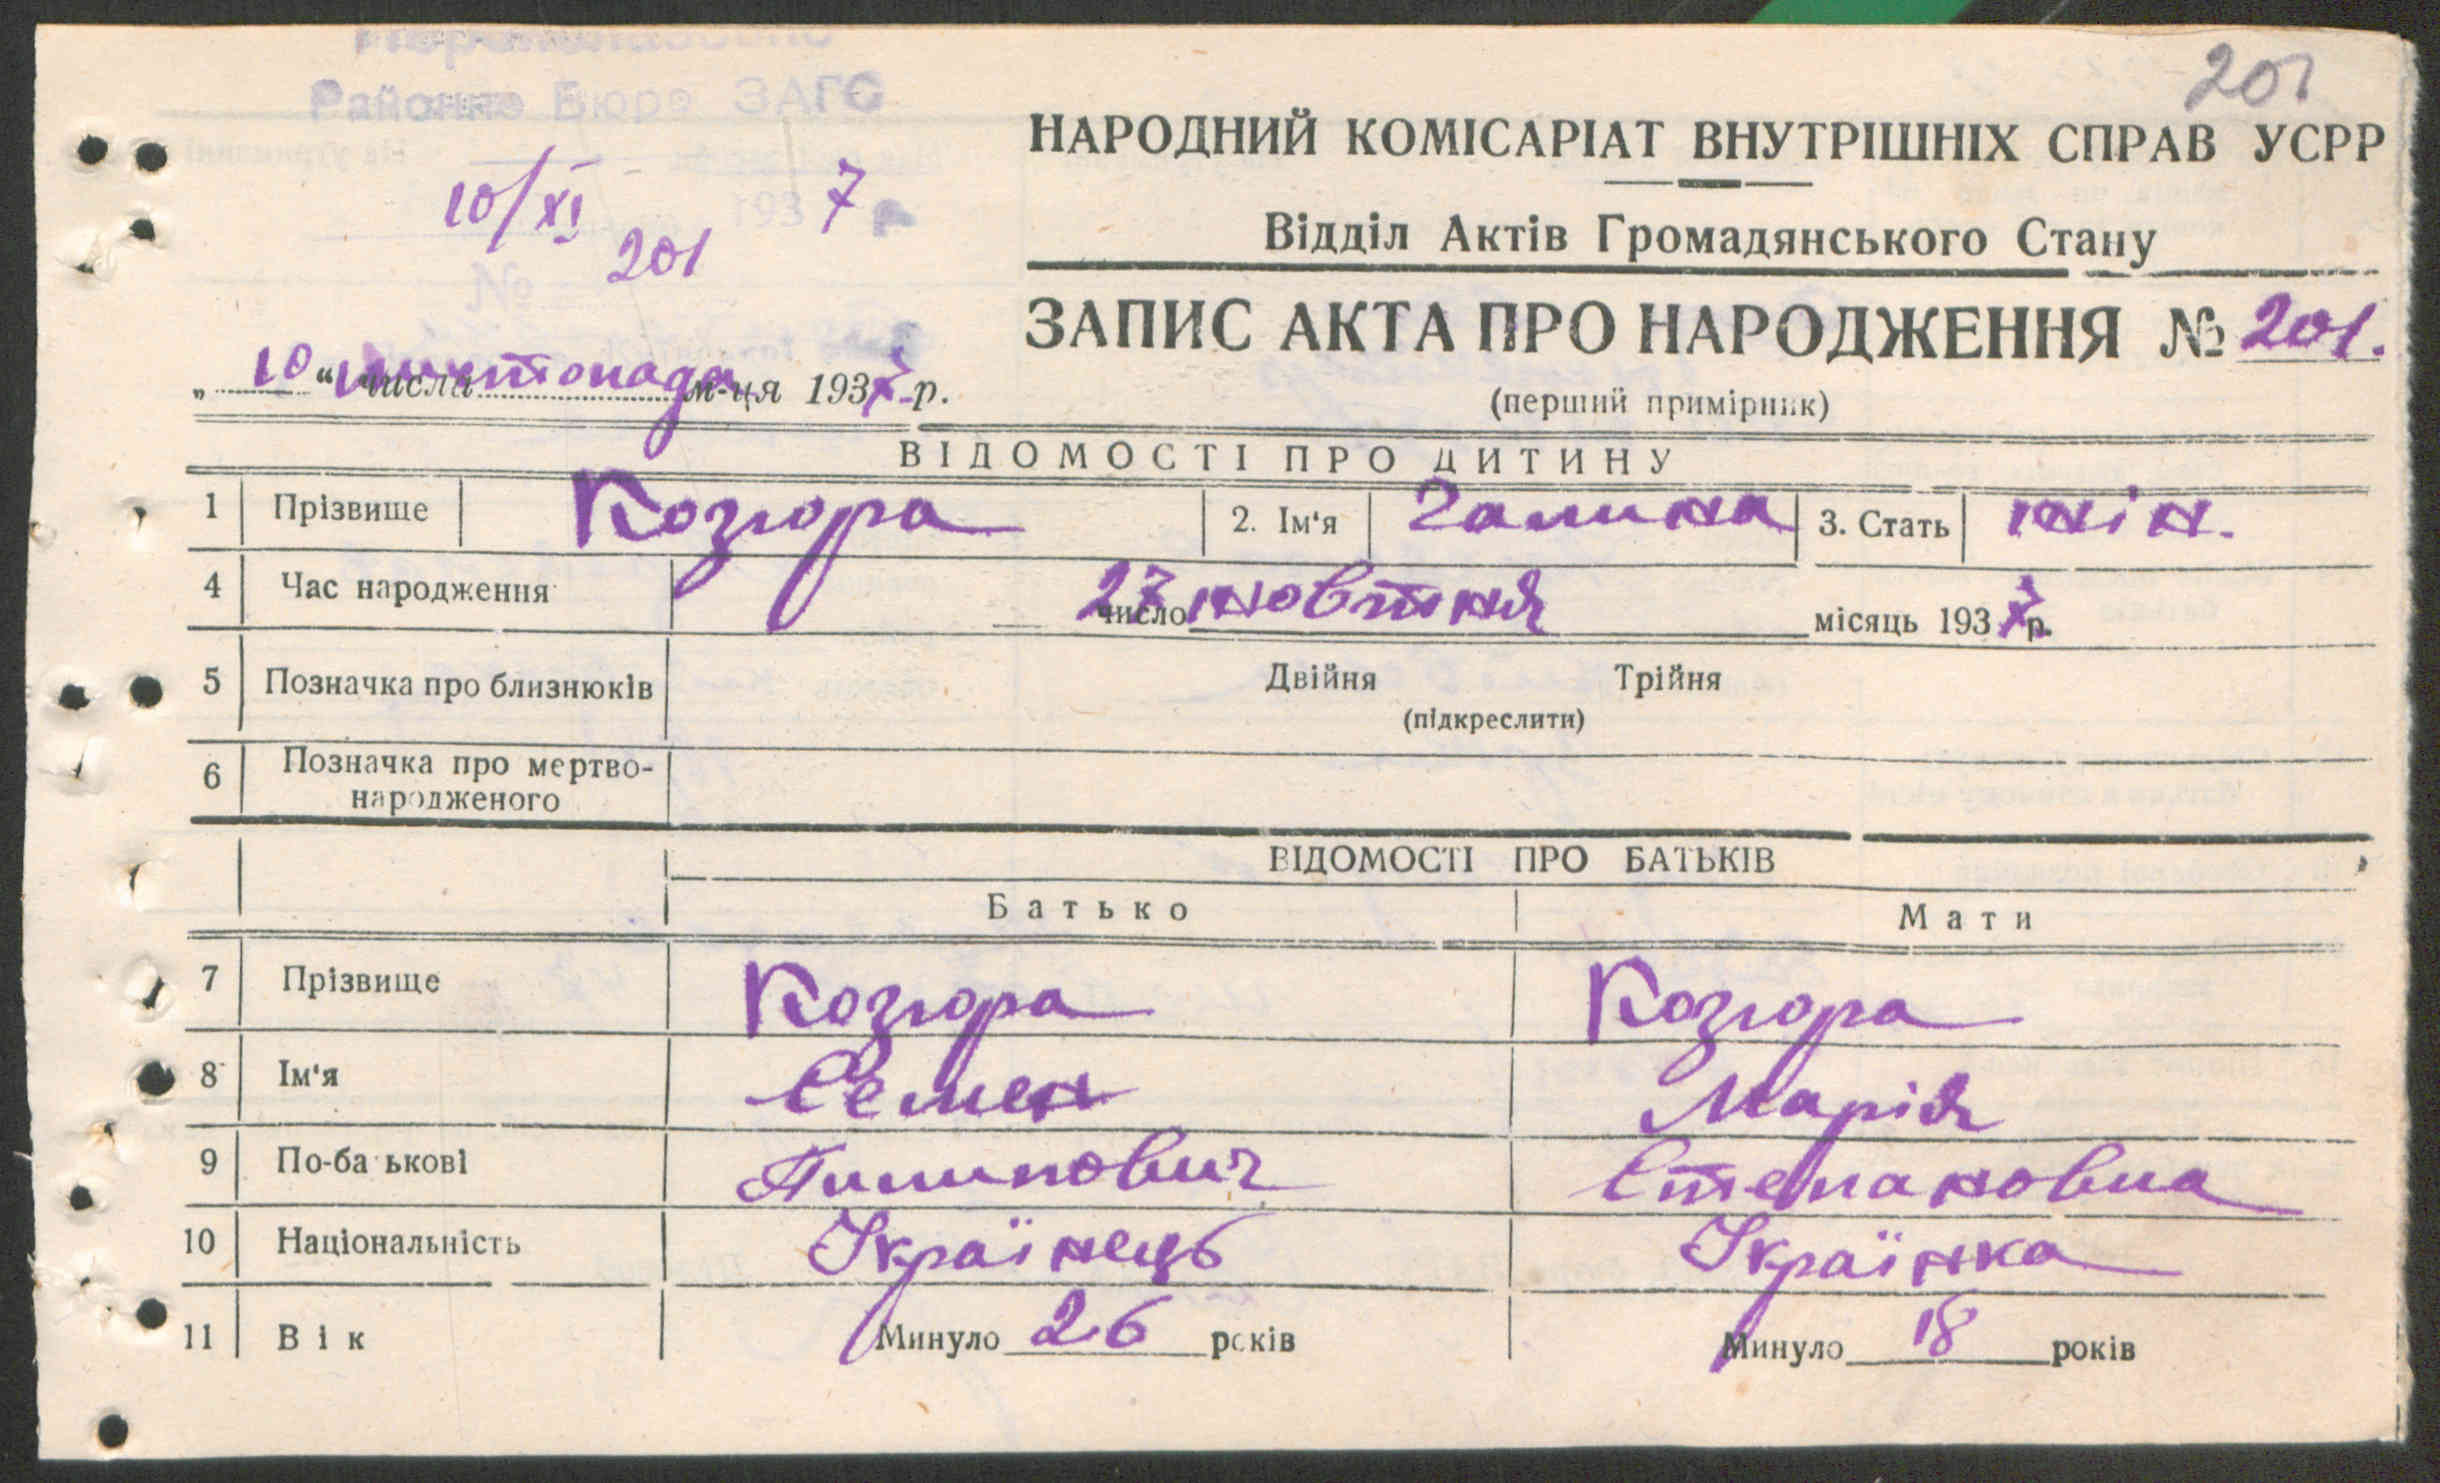 201
Районне Бюро ЗАГС
НАРОДНИЙ КОМІСАРІАТ ВНУТРІШНІХ СПРАВ УСРР
10/XI 1937 р
Відділ Актів Громадянського Стану
№ 201
ЗАПИС АКТА ПРО НАРОДЖЕННЯ № 201.
„10“ числа листопада м-ця 1937 р.
(перший примірник)
ВІДОМОСТІ ПРО ДИТИНУ
1 Прізвище Козюра 2. Ім'я Галина 3. Стать жін.
4 Час народження 27 число жовтня місяць 1937 р.
5 Позначка про близнюків Двійня Трійня
(підкреслити)
6 Позначка про мертво-
народженого
ВІДОМОСТІ ПРО БАТЬКІВ
Батько Мати
7 Прізвище Козюра Козюра
8 Ім'я Семен Марія
9 По-батькові Пилипович Степановна
10 Національність Українець Українка
11 Вік Минуло 26 років Минуло 18 років